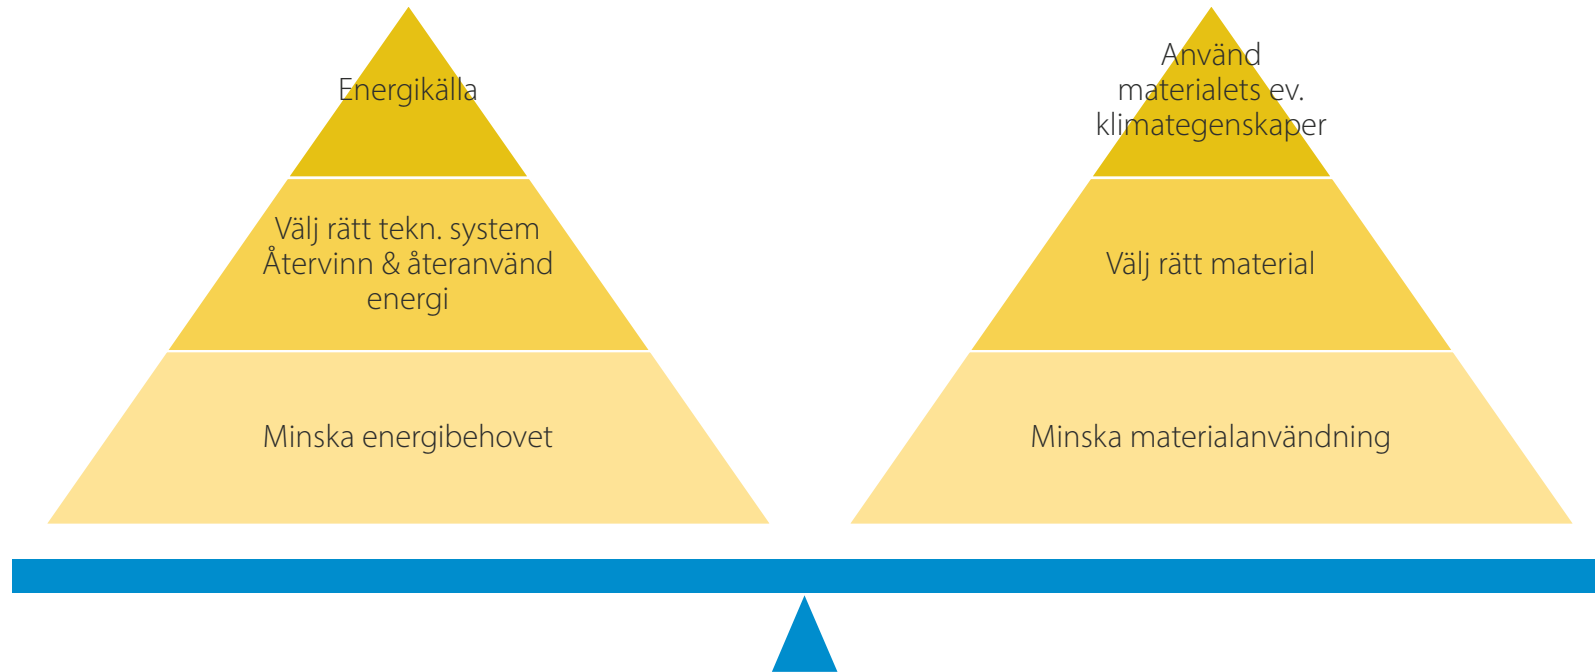 Energikälla
Välj rätt tekn. system
Återvinn & återanvänd
energi
Minska energibehovet
Använd
materialets ev.
klimategenskaper
Välj rätt material
Minska materialanvändning